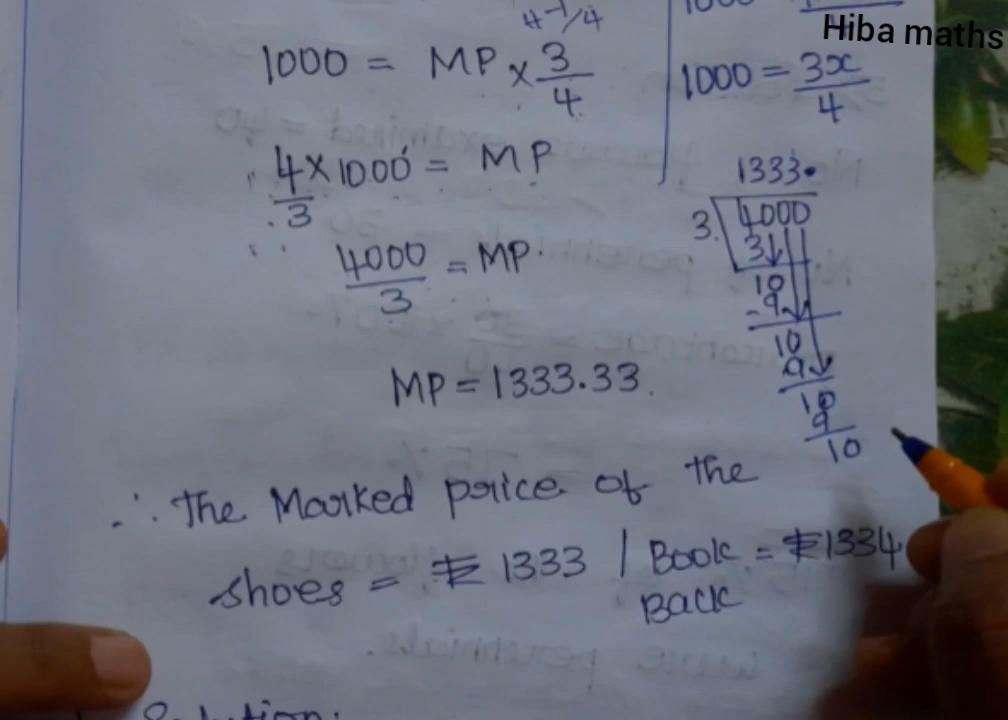 Hiba maths
4-1/4
1000 = MP × 3/4
4/3 × 1000 = MP
4000/3 = MP
MP = 1333.33
∴ The Marked price of the
shoes = ₹ 1333 / Book = ₹1334
Back
Solution:
1000 = 3x/4
1333.
3 4000
3
10
-9
10
9
10
9
10